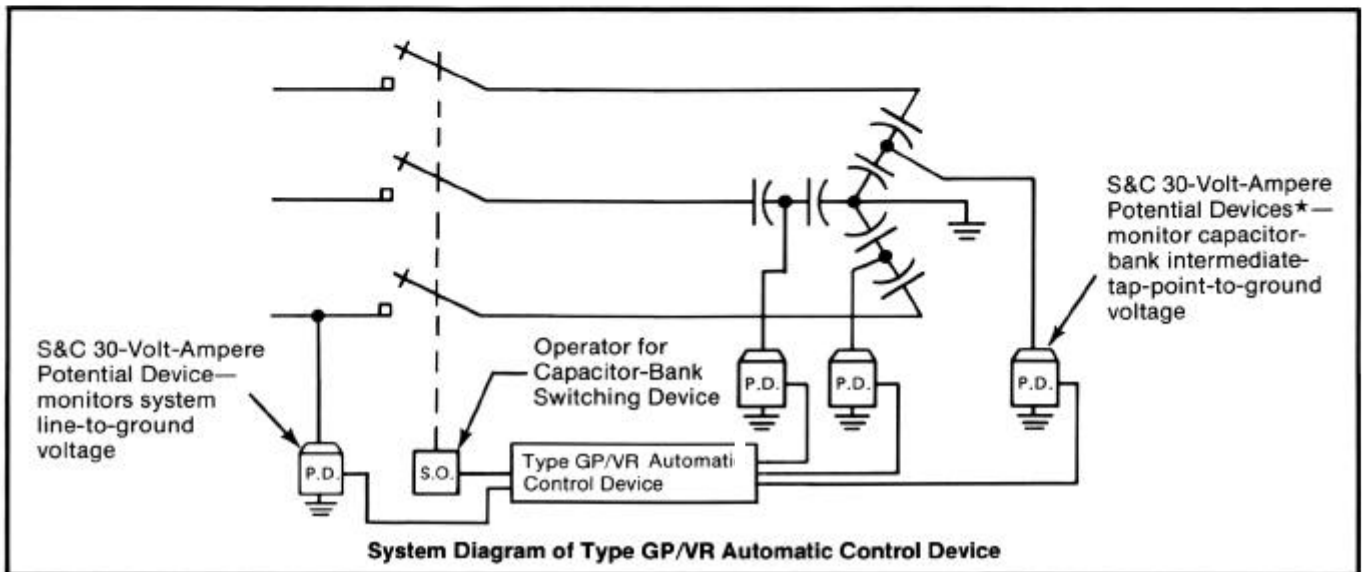 S&C 30-Volt-Ampere
Potential Device—
monitors system
line-to-ground
voltage
P.D.
Operator for
Capacitor-Bank
Switching Device
S.O.
Type GP/VR Automati
Control Device
P.D.
P.D.
P.D.
S&C 30-Volt-Ampere
Potential Devices★—
monitor capacitor-
bank intermediate-
tap-point-to-ground
voltage
System Diagram of Type GP/VR Automatic Control Device